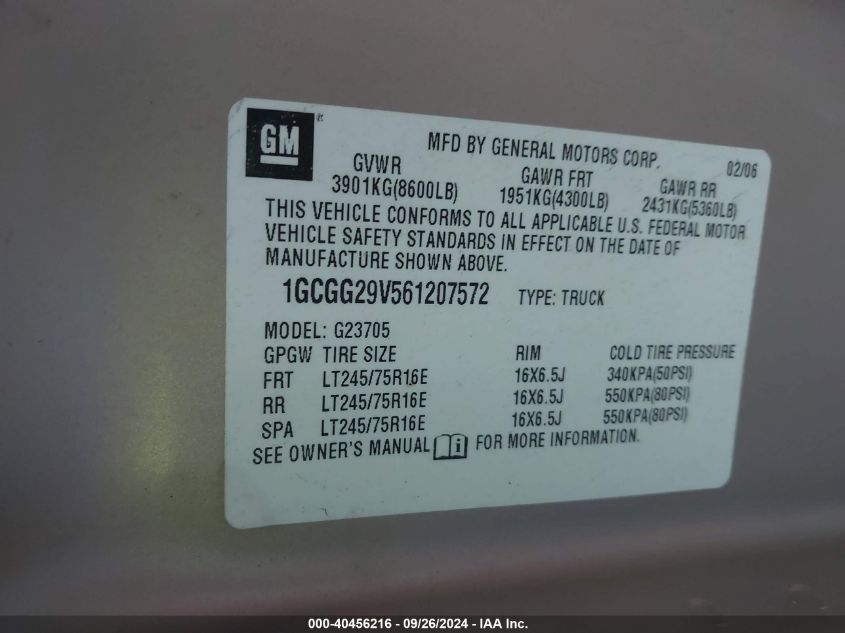 GM
MFD BY GENERAL MOTORS CORP. 02/06
GVWR GAWR FRT GAWR RR
3901KG(8600LB) 1951KG(4300LB) 2431KG(5360LB)
THIS VEHICLE CONFORMS TO ALL APPLICABLE U.S. FEDERAL MOTOR
VEHICLE SAFETY STANDARDS IN EFFECT ON THE DATE OF
MANUFACTURE SHOWN ABOVE.
1GCGG29V561207572 TYPE: TRUCK
MODEL: G23705
GPGW TIRE SIZE RIM COLD TIRE PRESSURE
FRT LT245/75R16E 16X6.5J 340KPA(50PSI)
RR LT245/75R16E 16X6.5J 550KPA(80PSI)
SPA LT245/75R16E 16X6.5J 550KPA(80PSI)
SEE OWNER'S MANUAL i FOR MORE INFORMATION.
000-40456216 - 09/26/2024 - IAA Inc.